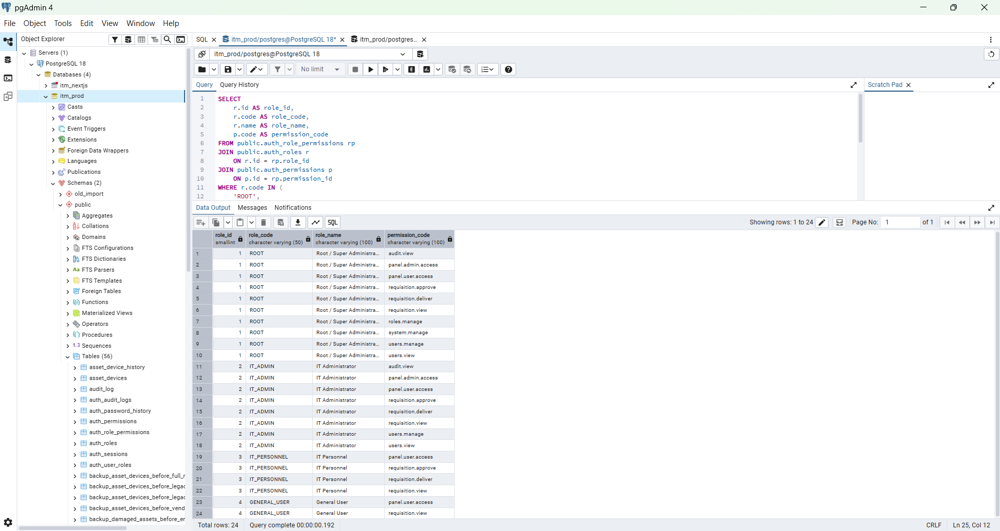 pgAdmin 4
File Object Tools Edit View Window Help
Object Explorer
SQL
itm_prod/postgres@PostgreSQL 18*
itm_prod/postgres...
Servers (1)
PostgreSQL 18
Databases (4)
itm_nextjs
itm_prod
Casts
Catalogs
Event Triggers
Extensions
Foreign Data Wrappers
Languages
Publications
Schemas (2)
old_import
public
Aggregates
Collations
Domains
FTS Configurations
FTS Dictionaries
Aa FTS Parsers
FTS Templates
Foreign Tables
Functions
Materialized Views
Operators
Procedures
1..3 Sequences
Tables (56)
asset_device_history
asset_devices
audit_log
auth_audit_logs
auth_password_history
auth_permissions
auth_role_permissions
auth_roles
auth_sessions
auth_user_roles
backup_asset_devices_before_full_r
backup_asset_devices_before_legac
backup_asset_devices_before_legac
backup_asset_devices_before_vend
backup_damaged_assets_before_er
itm_prod/postgres@PostgreSQL 18
No limit
E
Query Query History
Scratch Pad
1 SELECT
2 r.id AS role_id,
3 r.code AS role_code,
4 r.name AS role_name,
5 p.code AS permission_code
6 FROM public.auth_role_permissions rp
7 JOIN public.auth_roles r
8 ON r.id = rp.role_id
9 JOIN public.auth_permissions p
10 ON p.id = rp.permission_id
11 WHERE r.code IN (
12 'ROOT',
Data Output Messages Notifications
SQL
Showing rows: 1 to 24
Page No: 1 of 1
role_id role_code role_name permission_code
smallint character varying (50) character varying (100) character varying (100)
1 1 ROOT Root / Super Administra... audit.view
2 1 ROOT Root / Super Administra... panel.admin.access
3 1 ROOT Root / Super Administra... panel.user.access
4 1 ROOT Root / Super Administra... requisition.approve
5 1 ROOT Root / Super Administra... requisition.deliver
6 1 ROOT Root / Super Administra... requisition.view
7 1 ROOT Root / Super Administra... roles.manage
8 1 ROOT Root / Super Administra... system.manage
9 1 ROOT Root / Super Administra... users.manage
10 1 ROOT Root / Super Administra... users.view
11 2 IT_ADMIN IT Administrator audit.view
12 2 IT_ADMIN IT Administrator panel.admin.access
13 2 IT_ADMIN IT Administrator panel.user.access
14 2 IT_ADMIN IT Administrator requisition.approve
15 2 IT_ADMIN IT Administrator requisition.deliver
16 2 IT_ADMIN IT Administrator requisition.view
17 2 IT_ADMIN IT Administrator users.manage
18 2 IT_ADMIN IT Administrator users.view
19 3 IT_PERSONNEL IT Personnel panel.user.access
20 3 IT_PERSONNEL IT Personnel requisition.approve
21 3 IT_PERSONNEL IT Personnel requisition.deliver
22 3 IT_PERSONNEL IT Personnel requisition.view
23 4 GENERAL_USER General User panel.user.access
24 4 GENERAL_USER General User requisition.view
Total rows: 24 Query complete 00:00:00.192 CRLF Ln 25, Col 12